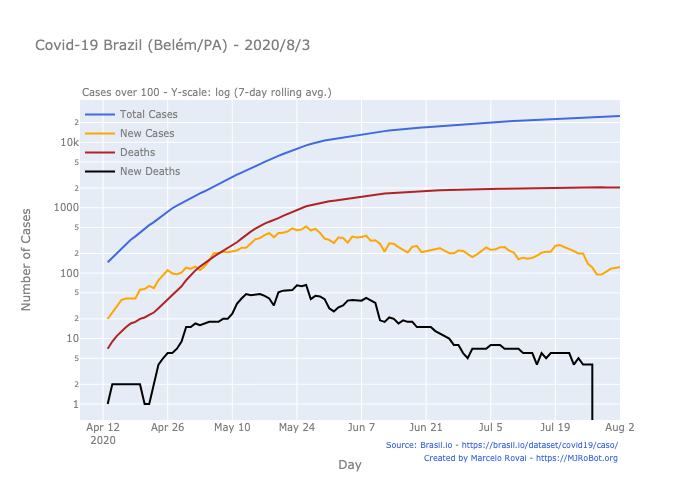 Covid-19 Brazil (Belém/PA) - 2020/8/3
Cases over 100 - Y-scale: log (7-day rolling avg.)
Total Cases
New Cases
Deaths
New Deaths
2
10k
5
2
1000
5
2
100
5
2
10
5
2
1
Number of Cases
Apr 12
2020
Apr 26
May 10
May 24
Jun 7
Jun 21
Jul 5
Jul 19
Aug 2
Day
Source: Brasil.io - https://brasil.io/dataset/covid19/caso/
Created by Marcelo Rovai - https://MJRoBot.org